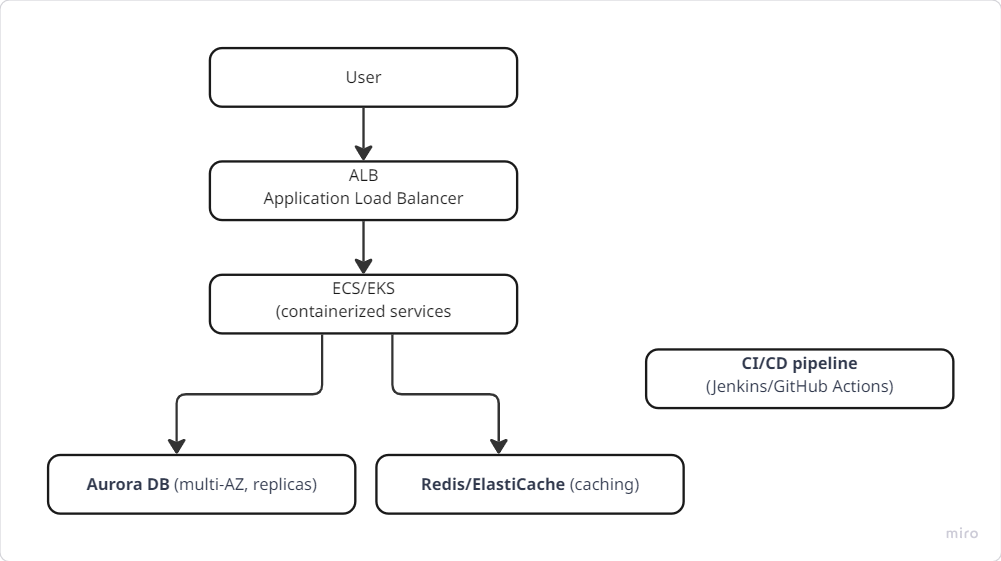 User
ALB
Application Load Balancer
ECS/EKS
(containerized services
CI/CD pipeline
(Jenkins/GitHub Actions)
Aurora DB (multi-AZ, replicas)
Redis/ElastiCache (caching)
miro